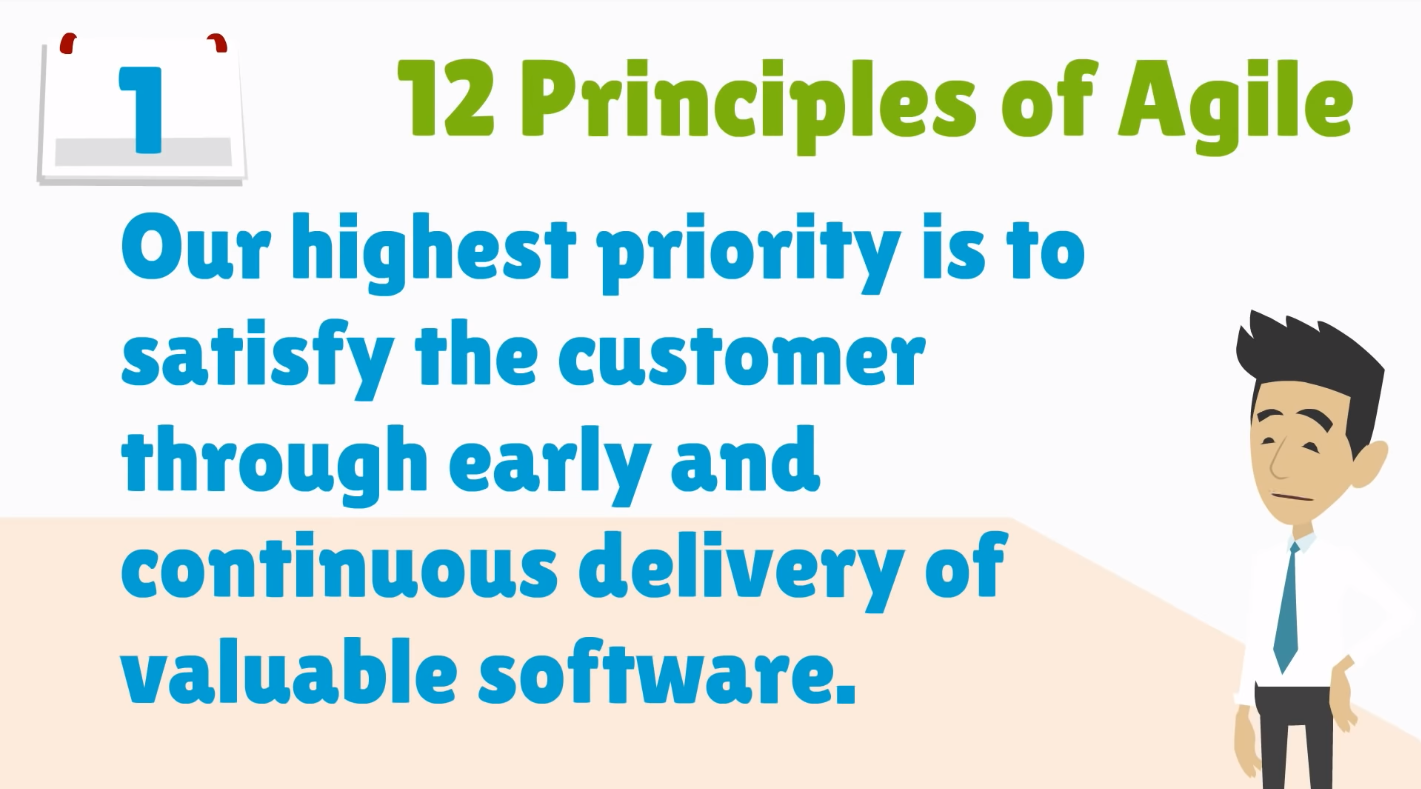 1
12 Principles of Agile
Our highest priority is to
satisfy the customer
through early and
continuous delivery of
valuable software.